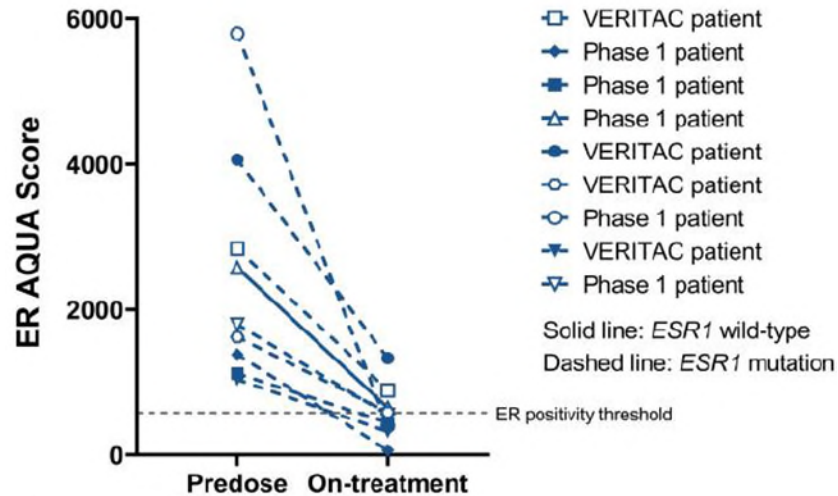 ER AQUA Score
6000
4000
2000
0
Predose On-treatment
ER positivity threshold
VERITAC patient
Phase 1 patient
Phase 1 patient
Phase 1 patient
VERITAC patient
VERITAC patient
Phase 1 patient
VERITAC patient
Phase 1 patient
Solid line: ESR1 wild-type
Dashed line: ESR1 mutation